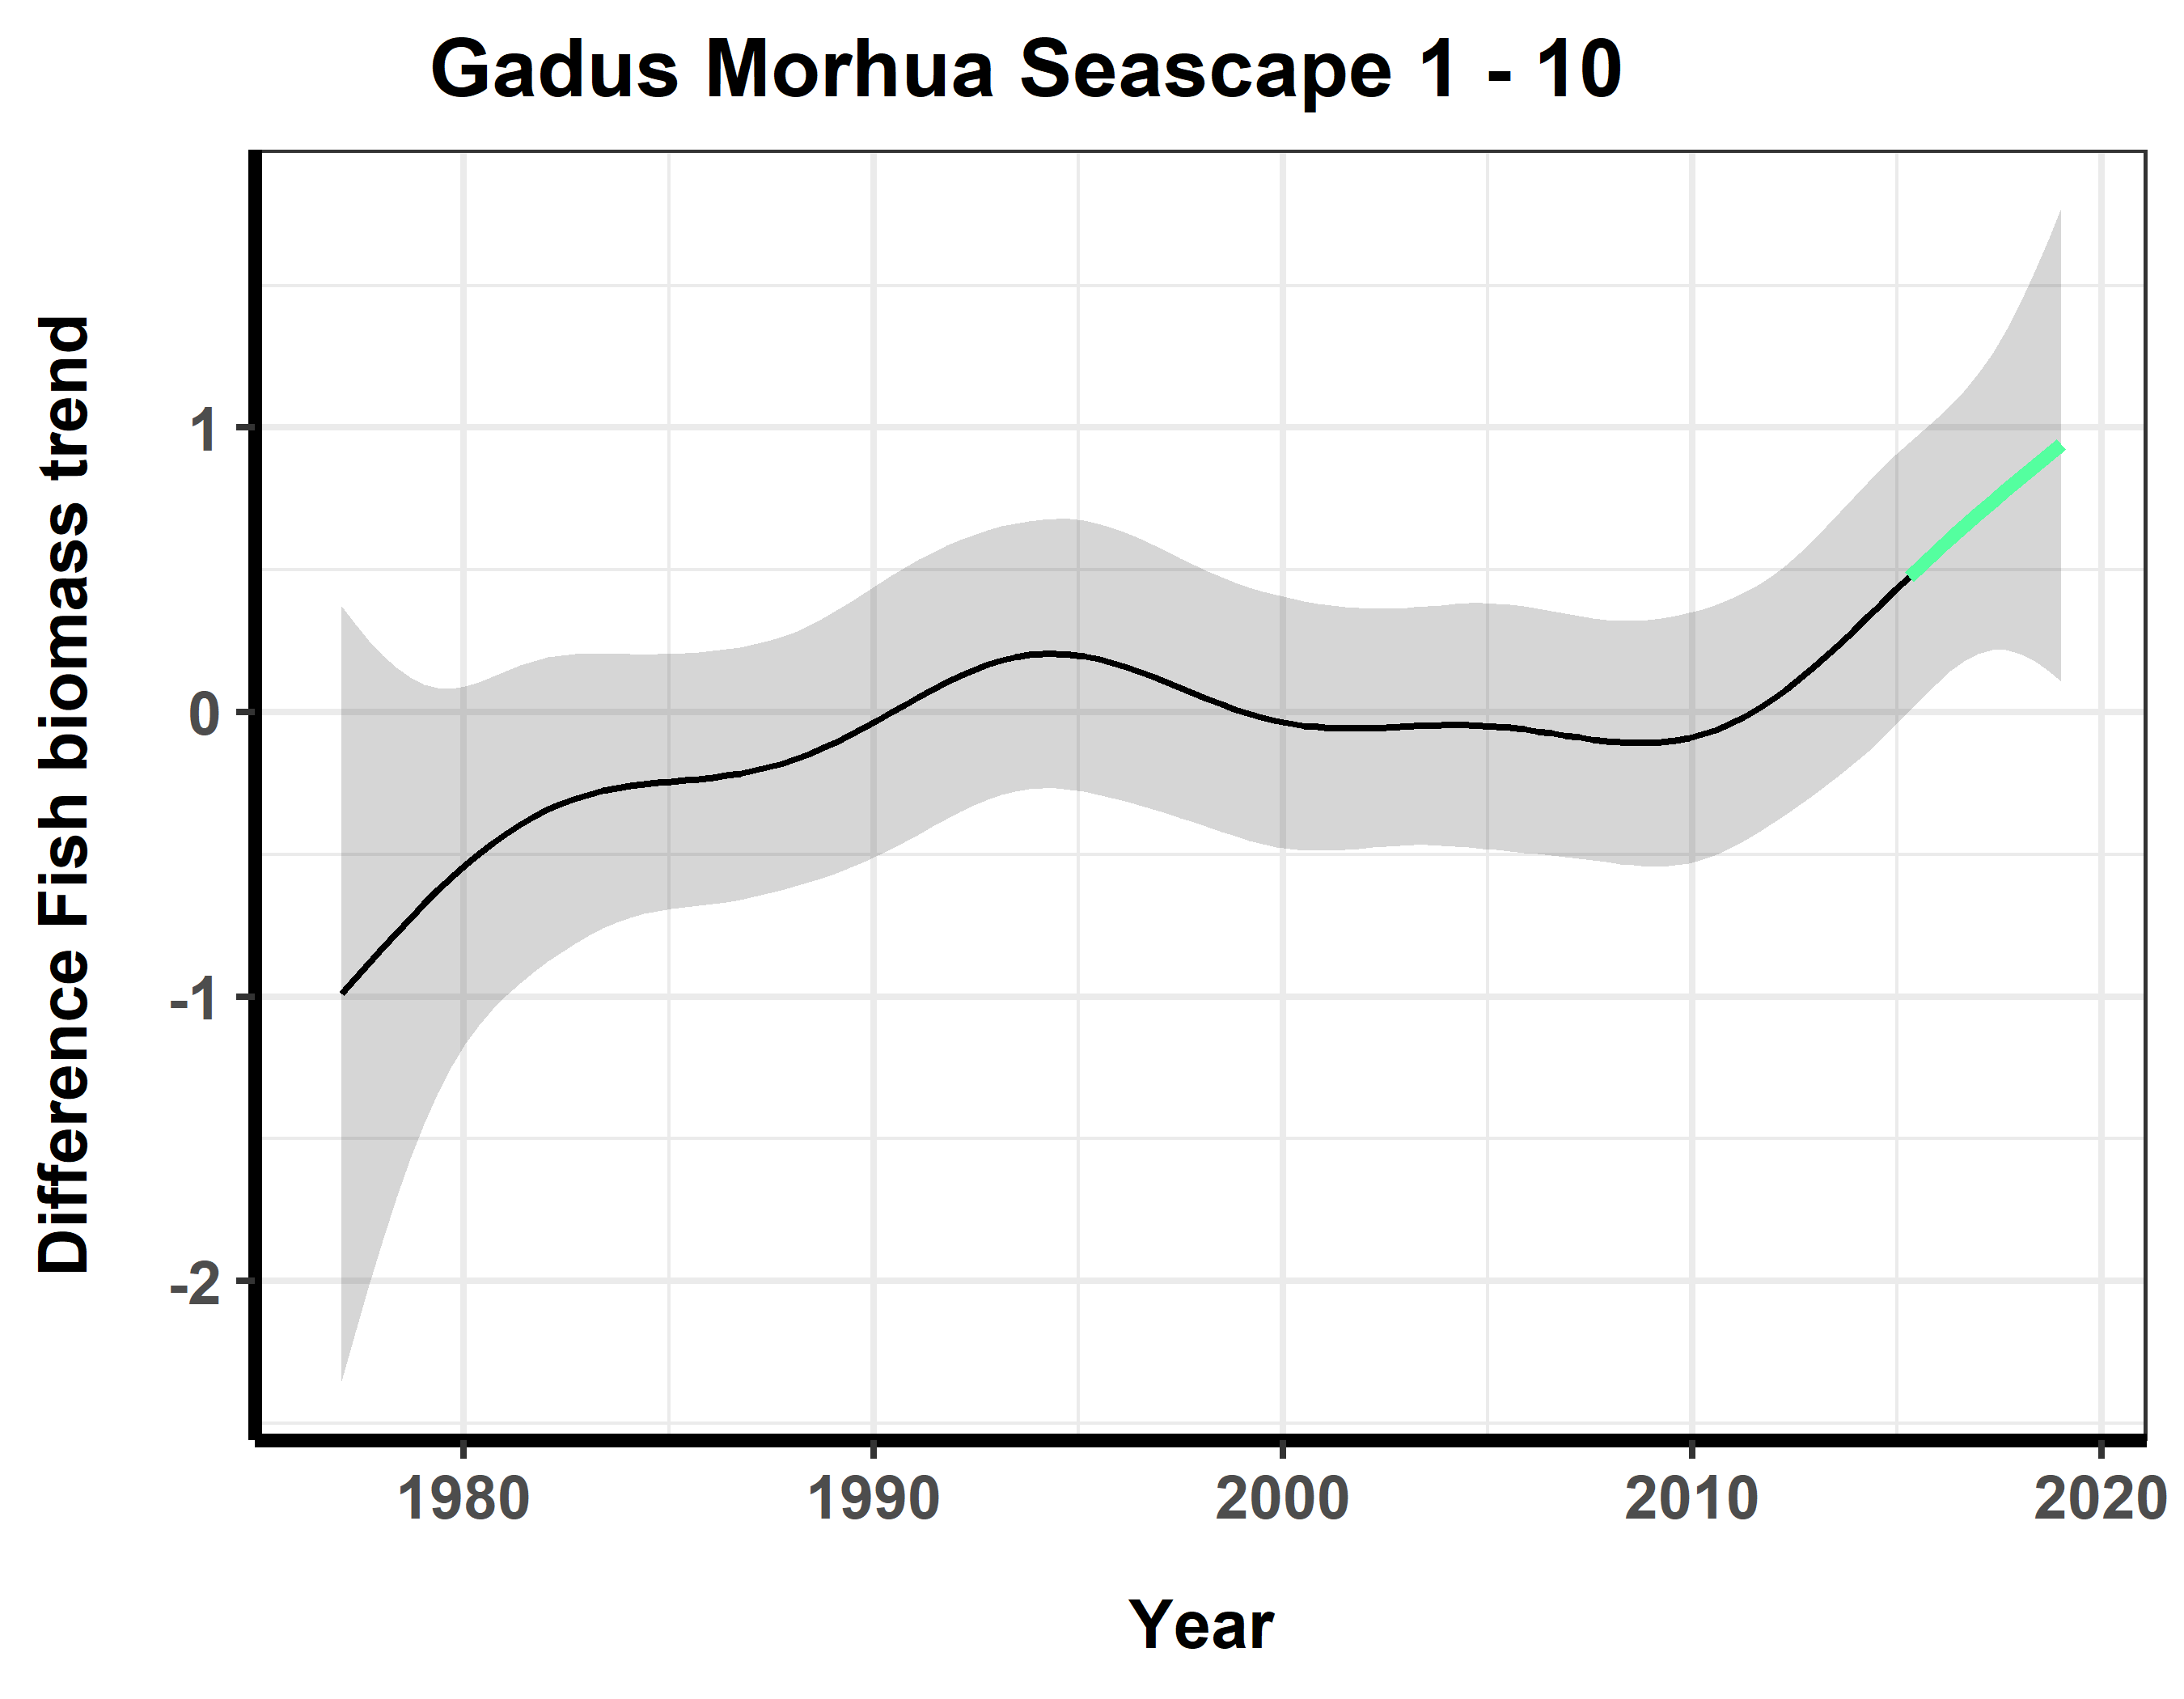 Gadus Morhua Seascape 1 - 10
Difference Fish biomass trend
1
0
-1
-2
1980 1990 2000 2010 2020
Year